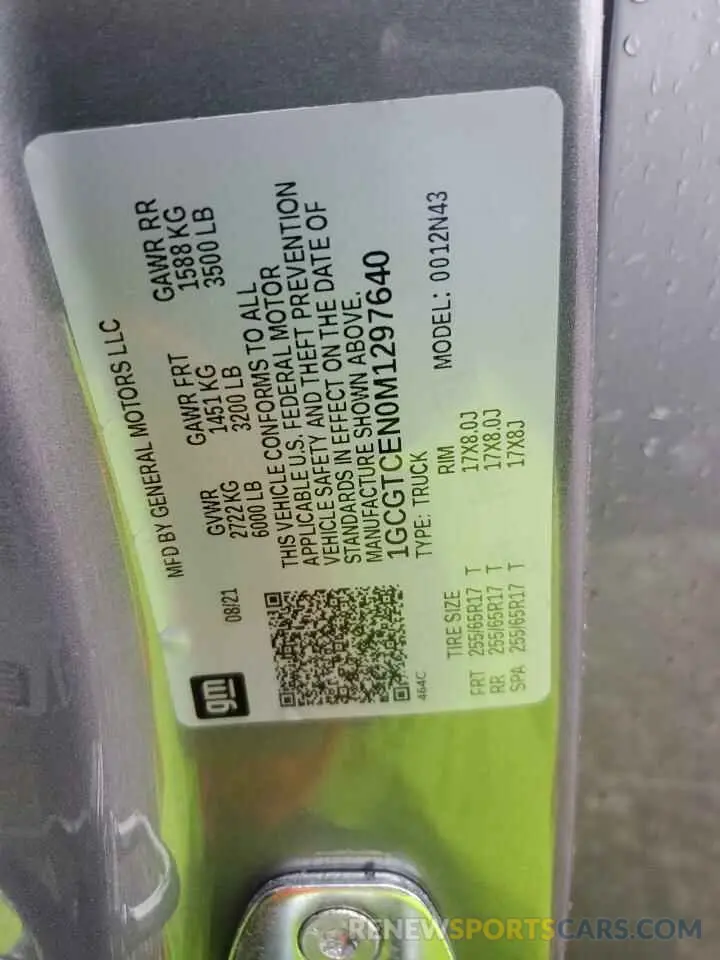 MFD BY GENERAL MOTORS LLC
08/21
GVWR GAWR FRT GAWR RR
2722 KG 1451 KG 1588 KG
6000 LB 3200 LB 3500 LB
THIS VEHICLE CONFORMS TO ALL
APPLICABLE U.S. FEDERAL MOTOR
VEHICLE SAFETY AND THEFT PREVENTION
STANDARDS IN EFFECT ON THE DATE OF
MANUFACTURE SHOWN ABOVE.
1GCGTCEN0M1297640
TYPE: TRUCK MODEL: 0012N43
gm
464C
TIRE SIZE RIM
FRT 255/65R17 T 17X8.0J
RR 255/65R17 T 17X8.0J
SPA 255/65R17 T 17X8J
RENEWSPORTSCARS.COM